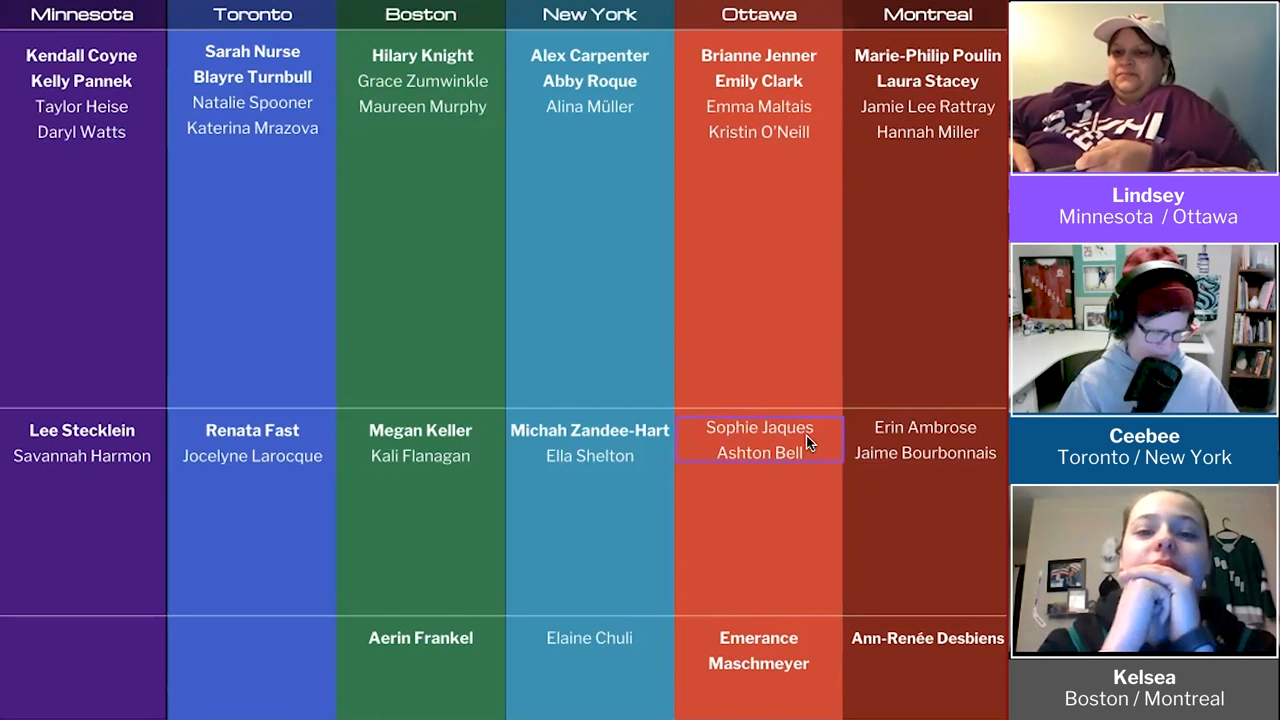 Minnesota
Kendall Coyne
Kelly Pannek
Taylor Heise
Daryl Watts
Lee Stecklein
Savannah Harmon
Toronto
Sarah Nurse
Blayre Turnbull
Natalie Spooner
Katerina Mrazova
Renata Fast
Jocelyne Larocque
Boston
Hilary Knight
Grace Zumwinkle
Maureen Murphy
Megan Keller
Kali Flanagan
Aerin Frankel
New York
Alex Carpenter
Abby Roque
Alina Müller
Micah Zandee-Hart
Ella Shelton
Elaine Chuli
Ottawa
Brianne Jenner
Emily Clark
Emma Maltais
Kristin O'Neill
Sophie Jaques
Ashton Bell
Emerance
Maschmeyer
Montreal
Marie-Philip Poulin
Laura Stacey
Jamie Lee Rattray
Hannah Miller
Erin Ambrose
Jaime Bourbonnais
Ann-Renée Desbiens
Lindsey
Minnesota / Ottawa
Ceebee
Toronto / New York
Kelsea
Boston / Montreal